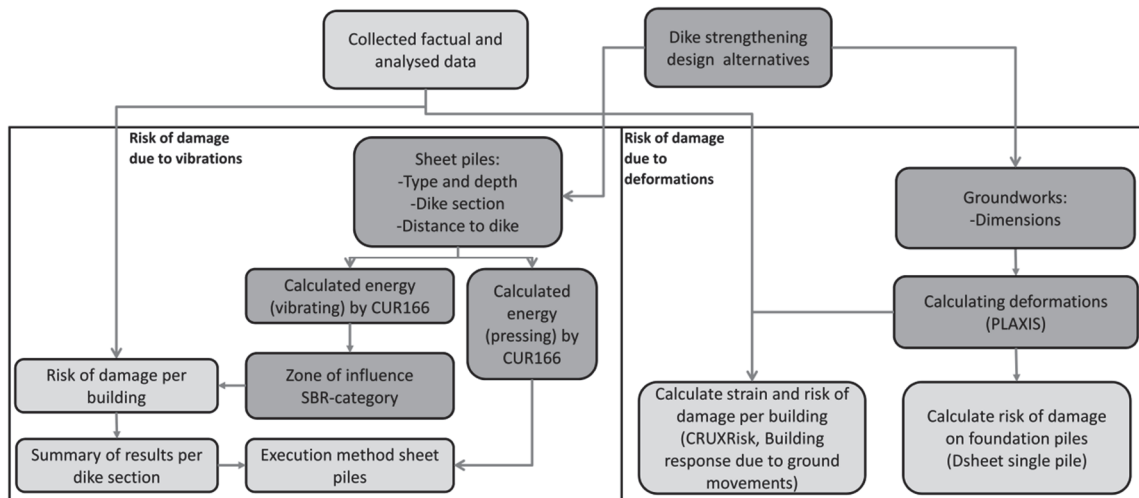 Collected factual and
analysed data
Dike strengthening
design alternatives
Risk of damage
due to vibrations
Sheet piles:
-Type and depth
-Dike section
-Distance to dike
Calculated energy
(vibrating) by CUR166
Calculated
energy
(pressing) by
CUR166
Risk of damage per
building
Zone of influence
SBR-category
Summary of results per
dike section
Execution method sheet
piles
Risk of damage
due to
deformations
Groundworks:
-Dimensions
Calculating deformations
(PLAXIS)
Calculate strain and risk of
damage per building
(CRUXRisk, Building
response due to ground
movements)
Calculate risk of damage
on foundation piles
(Dsheet single pile)